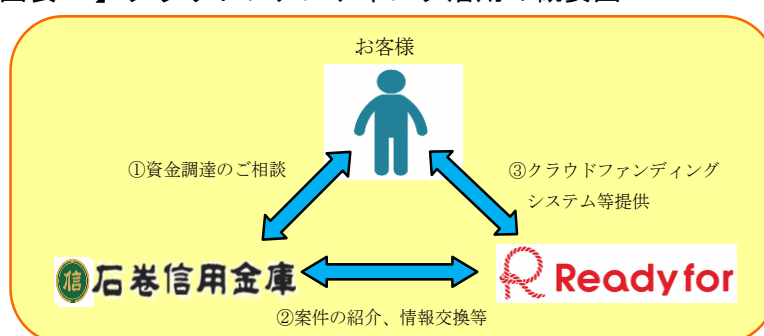 お客様
①資金調達のご相談
③クラウドファンディング
システム等提供
信
石巻信用金庫
Readyfor
②案件の紹介、情報交換等